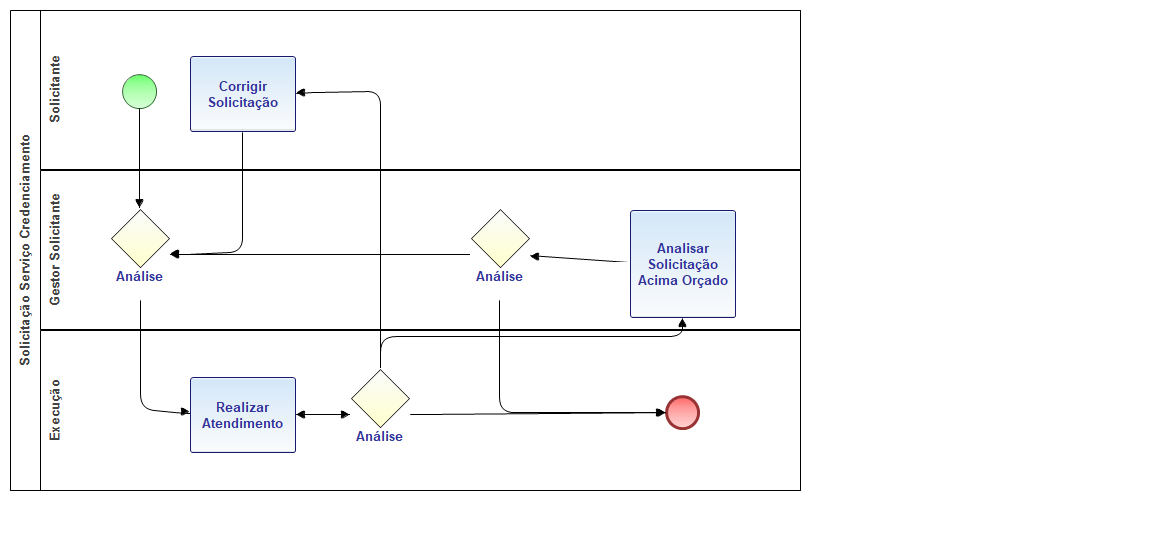 Solicitação Serviço Credenciamento
Solicitante
Corrigir
Solicitação
Gestor Solicitante
Análise
Análise
Analisar
Solicitação
Acima Orçado
Execução
Realizar
Atendimento
Análise